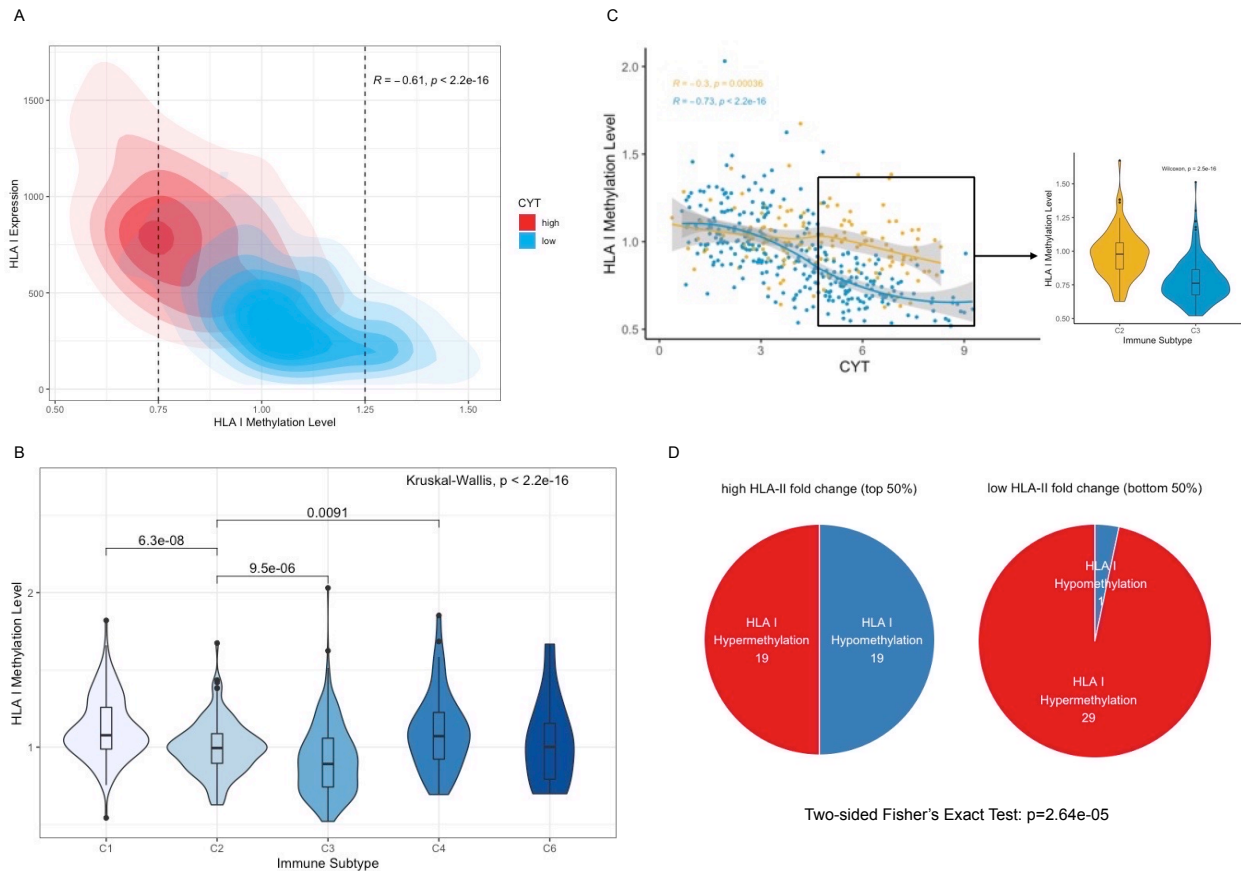 A
R = −0.61, p < 2.2e-16
1500
1000
500
0
HLA I Expression
0.50
0.75
1.00
1.25
1.50
HLA I Methylation Level
CYT
high
low
B
Kruskal-Wallis, p < 2.2e-16
0.0091
6.3e-08
9.5e-06
2
1
HLA I Methylation Level
C1
C2
C3
C4
C6
Immune Subtype
C
R = −0.3, p = 0.00036
R = −0.73, p < 2.2e-16
2.0
1.5
1.0
0.5
HLA I Methylation Level
0
3
6
9
CYT
Wilcoxon, p = 2.5e-16
1.50
1.25
1.00
0.75
0.50
HLA I Methylation Level
C2
C3
Immune Subtype
D
high HLA-II fold change (top 50%)
low HLA-II fold change (bottom 50%)
HLA I
Hypermethylation
19
HLA I
Hypomethylation
19
HLA I
Hypomethylation
1
HLA I
Hypermethylation
29
Two-sided Fisher's Exact Test: p=2.64e-05